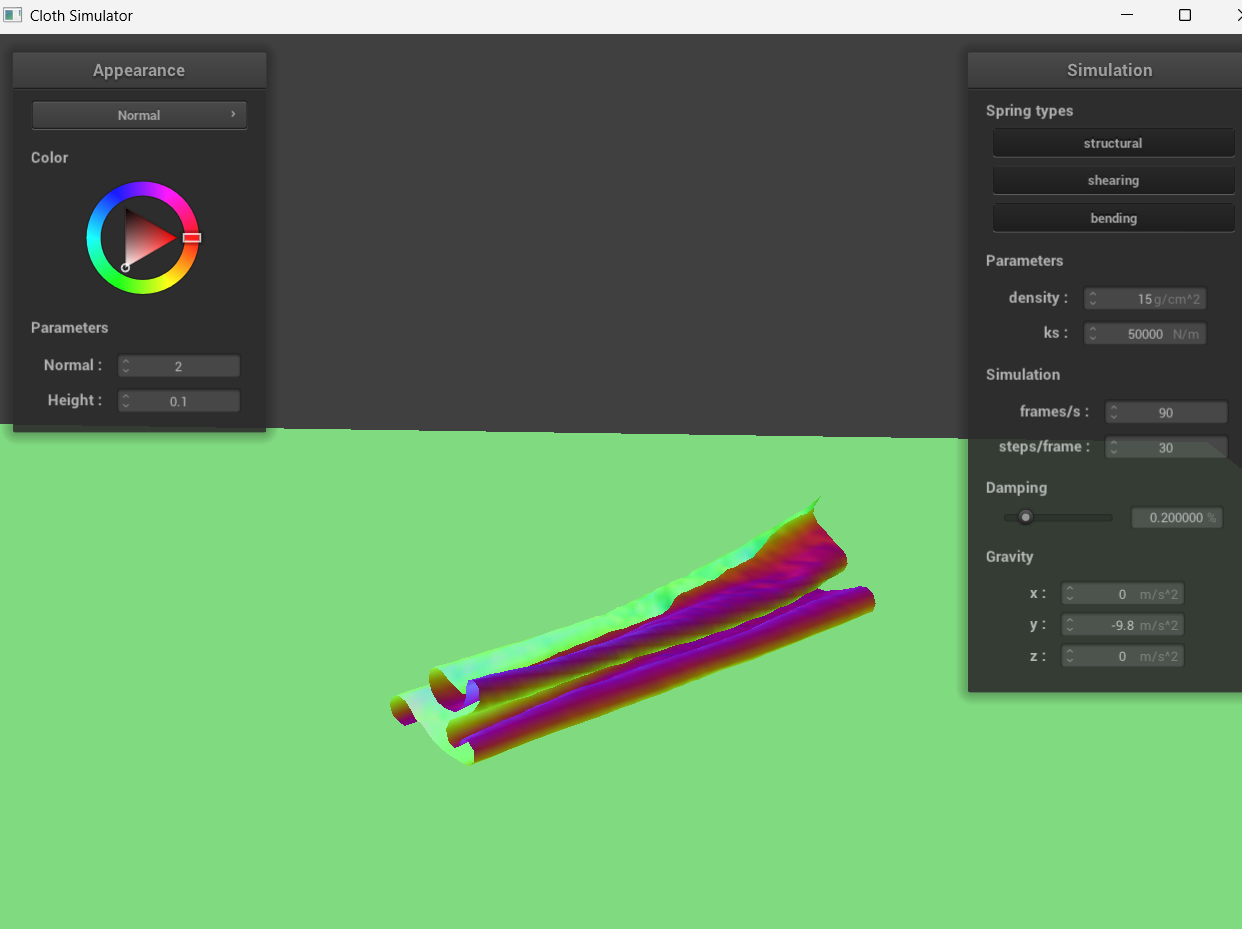 Cloth Simulator
Appearance
Normal
Color
Parameters
Normal : 2
Height : 0.1
Simulation
Spring types
structural
shearing
bending
Parameters
density : 15 g/cm^2
ks : 50000 N/m
Simulation
frames/s : 90
steps/frame : 30
Damping
0.200000 %
Gravity
x : 0 m/s^2
y : -9.8 m/s^2
z : 0 m/s^2